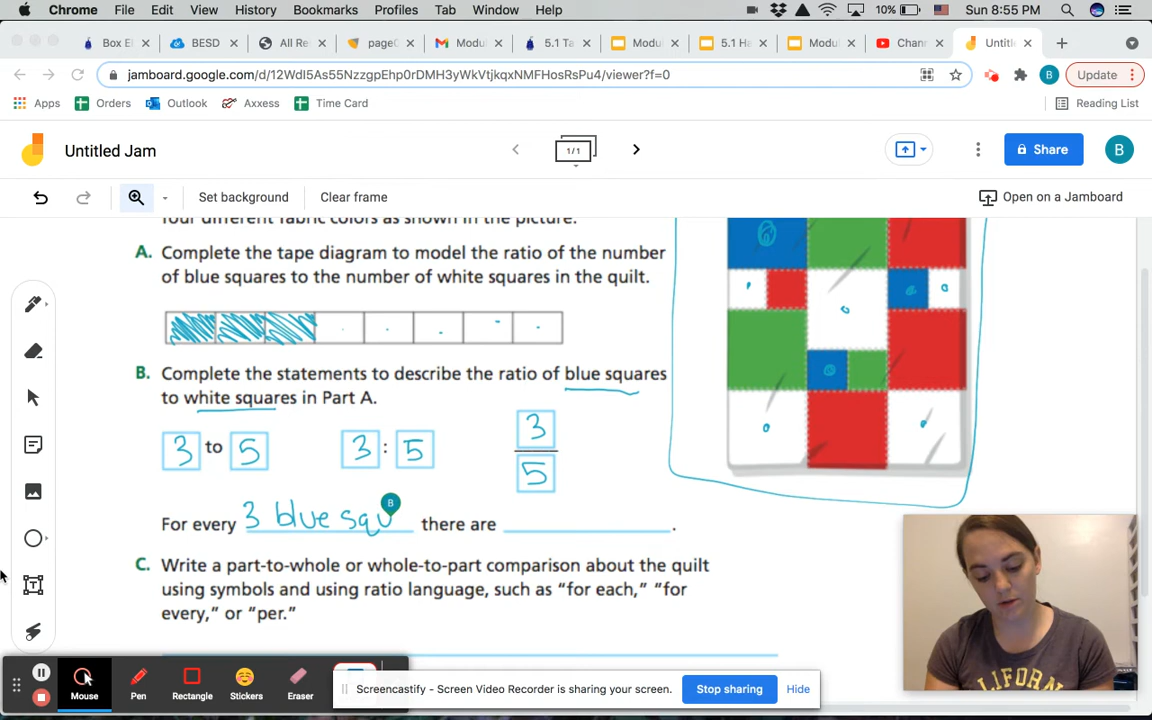 Chrome File Edit View History Bookmarks Profiles Tab Window Help 10% Sun 8:55 PM
Box El BESD All Re page( Modu 5.1 Ta Modu 5.1 Ha Modu Chann Untitl
jamboard.google.com/d/12WdI5As55NzzgpEhp0rDMH3yWkVtjkqxNMFHosRsPu4/viewer?f=0 B Update
Apps Orders Outlook Axxess Time Card Reading List
Untitled Jam 1/1 Share B
Set background Clear frame Open on a Jamboard
four different fabric colors as shown in the picture.
A. Complete the tape diagram to model the ratio of the number
of blue squares to the number of white squares in the quilt.
B. Complete the statements to describe the ratio of blue squares
to white squares in Part A.
3 to 5 3 : 5 3
5
For every 3 blue squ B there are .
C. Write a part-to-whole or whole-to-part comparison about the quilt
using symbols and using ratio language, such as “for each,” “for
every,” or “per.”
Mouse Pen Rectangle Stickers Eraser
Screencastify - Screen Video Recorder is sharing your screen. Stop sharing Hide
LIFORN